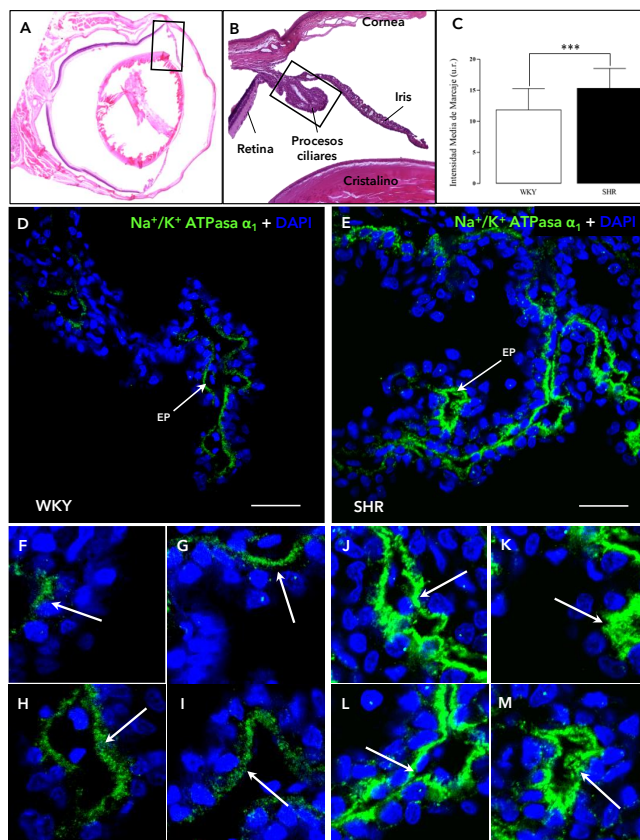 A
B
Cornea
Iris
Retina
Procesos
ciliares
Cristalino
C
***
Intensidad Media de Marcaje (u.r.)
15
10
5
0
WKY
SHR
D
Na⁺/K⁺ ATPasa α₁ + DAPI
EP
WKY
E
Na⁺/K⁺ ATPasa α₁ + DAPI
EP
SHR
F
G
J
K
H
I
L
M